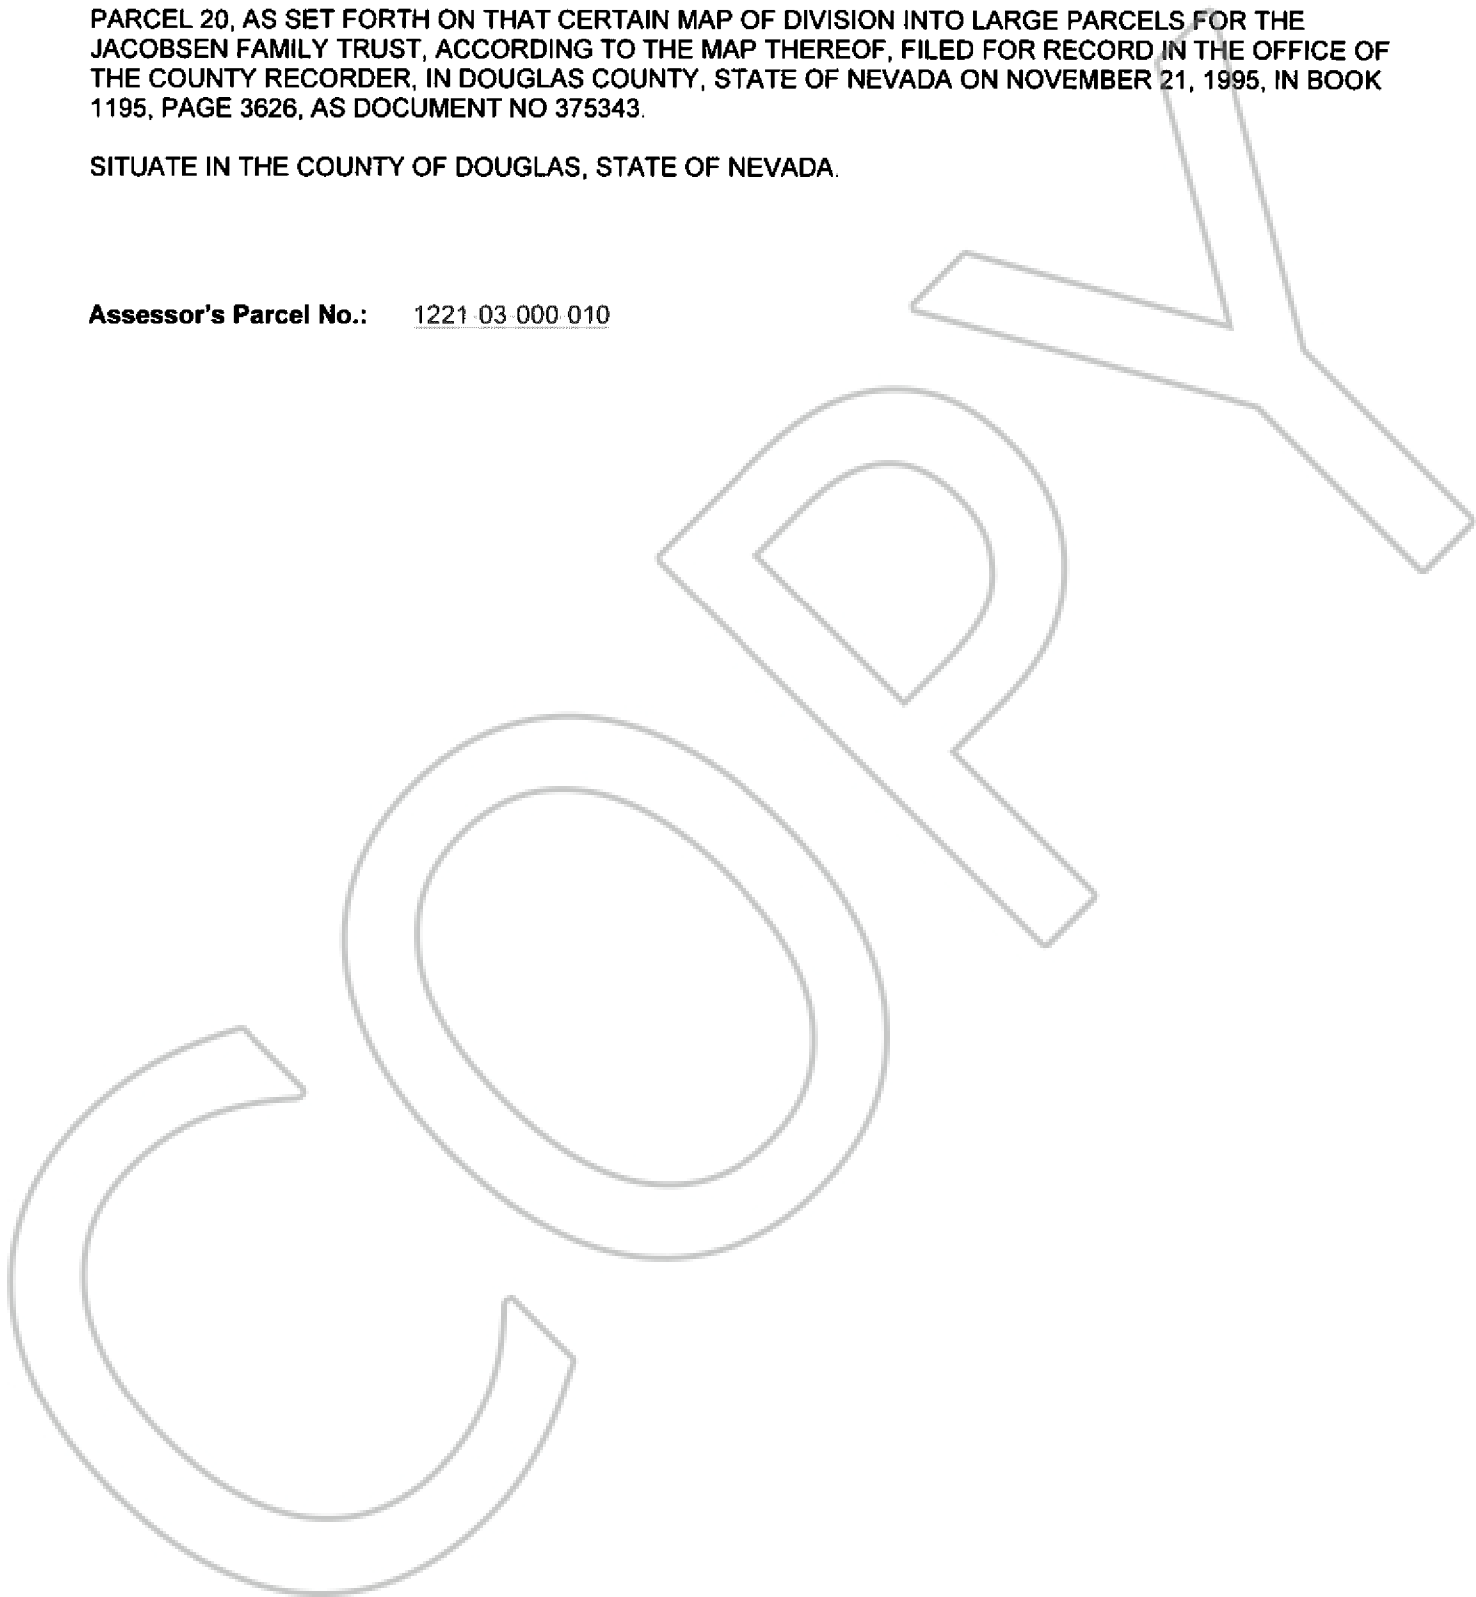 PARCEL 20, AS SET FORTH ON THAT CERTAIN MAP OF DIVISION INTO LARGE PARCELS FOR THE
JACOBSEN FAMILY TRUST, ACCORDING TO THE MAP THEREOF, FILED FOR RECORD IN THE OFFICE OF
THE COUNTY RECORDER, IN DOUGLAS COUNTY, STATE OF NEVADA ON NOVEMBER 21, 1995, IN BOOK
1195, PAGE 3626, AS DOCUMENT NO 375343.
SITUATE IN THE COUNTY OF DOUGLAS, STATE OF NEVADA.
Assessor's Parcel No.: 1221-03-000-010
COPY